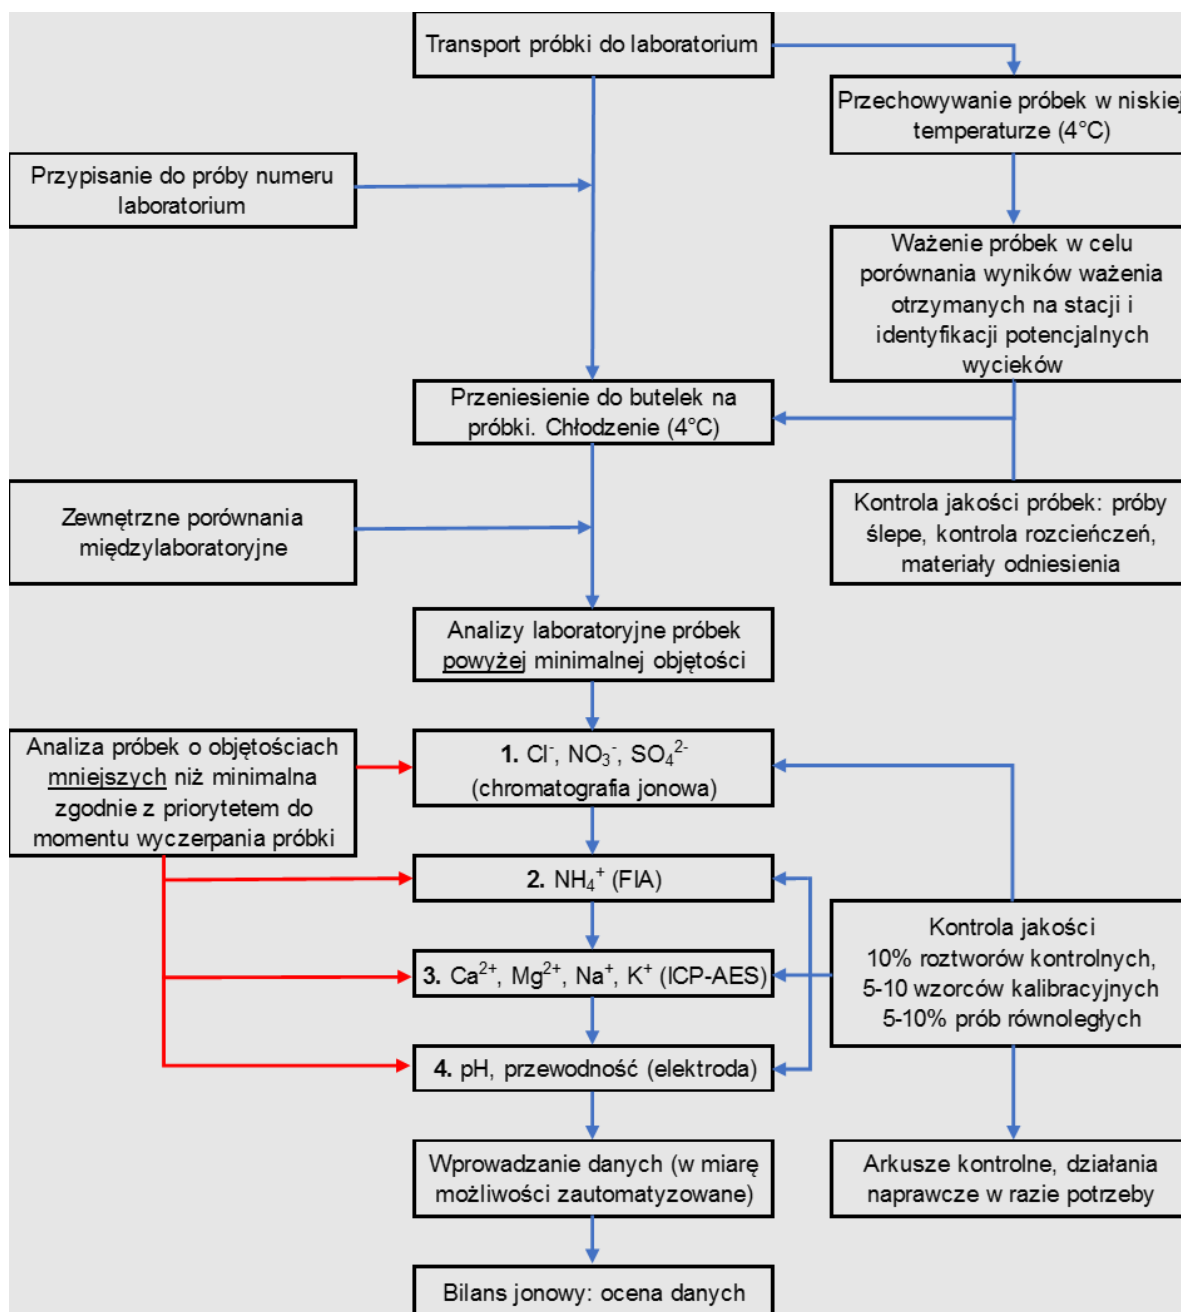 Transport próbki do laboratorium
Przechowywanie próbek w niskiej
temperaturze (4°C)
Przypisanie do próby numeru
laboratorium
Ważenie próbek w celu
porównania wyników ważenia
otrzymanych na stacji i
identyfikacji potencjalnych
wycieków
Przeniesienie do butelek na
próbki. Chłodzenie (4°C)
Zewnętrzne porównania
międzylaboratoryjne
Kontrola jakości próbek: próby
ślepe, kontrola rozcieńczeń,
materiały odniesienia
Analizy laboratoryjne próbek
powyżej minimalnej objętości
Analiza próbek o objętościach
mniejszych niż minimalna
zgodnie z priorytetem do
momentu wyczerpania próbki
1. Cl⁻, NO₃⁻, SO₄²⁻
(chromatografia jonowa)
2. NH₄⁺ (FIA)
3. Ca²⁺, Mg²⁺, Na⁺, K⁺ (ICP-AES)
4. pH, przewodność (elektroda)
Kontrola jakości
10% roztworów kontrolnych,
5-10 wzorców kalibracyjnych
5-10% prób równoległych
Wprowadzanie danych (w miarę
możliwości zautomatyzowane)
Arkusze kontrolne, działania
naprawcze w razie potrzeby
Bilans jonowy: ocena danych